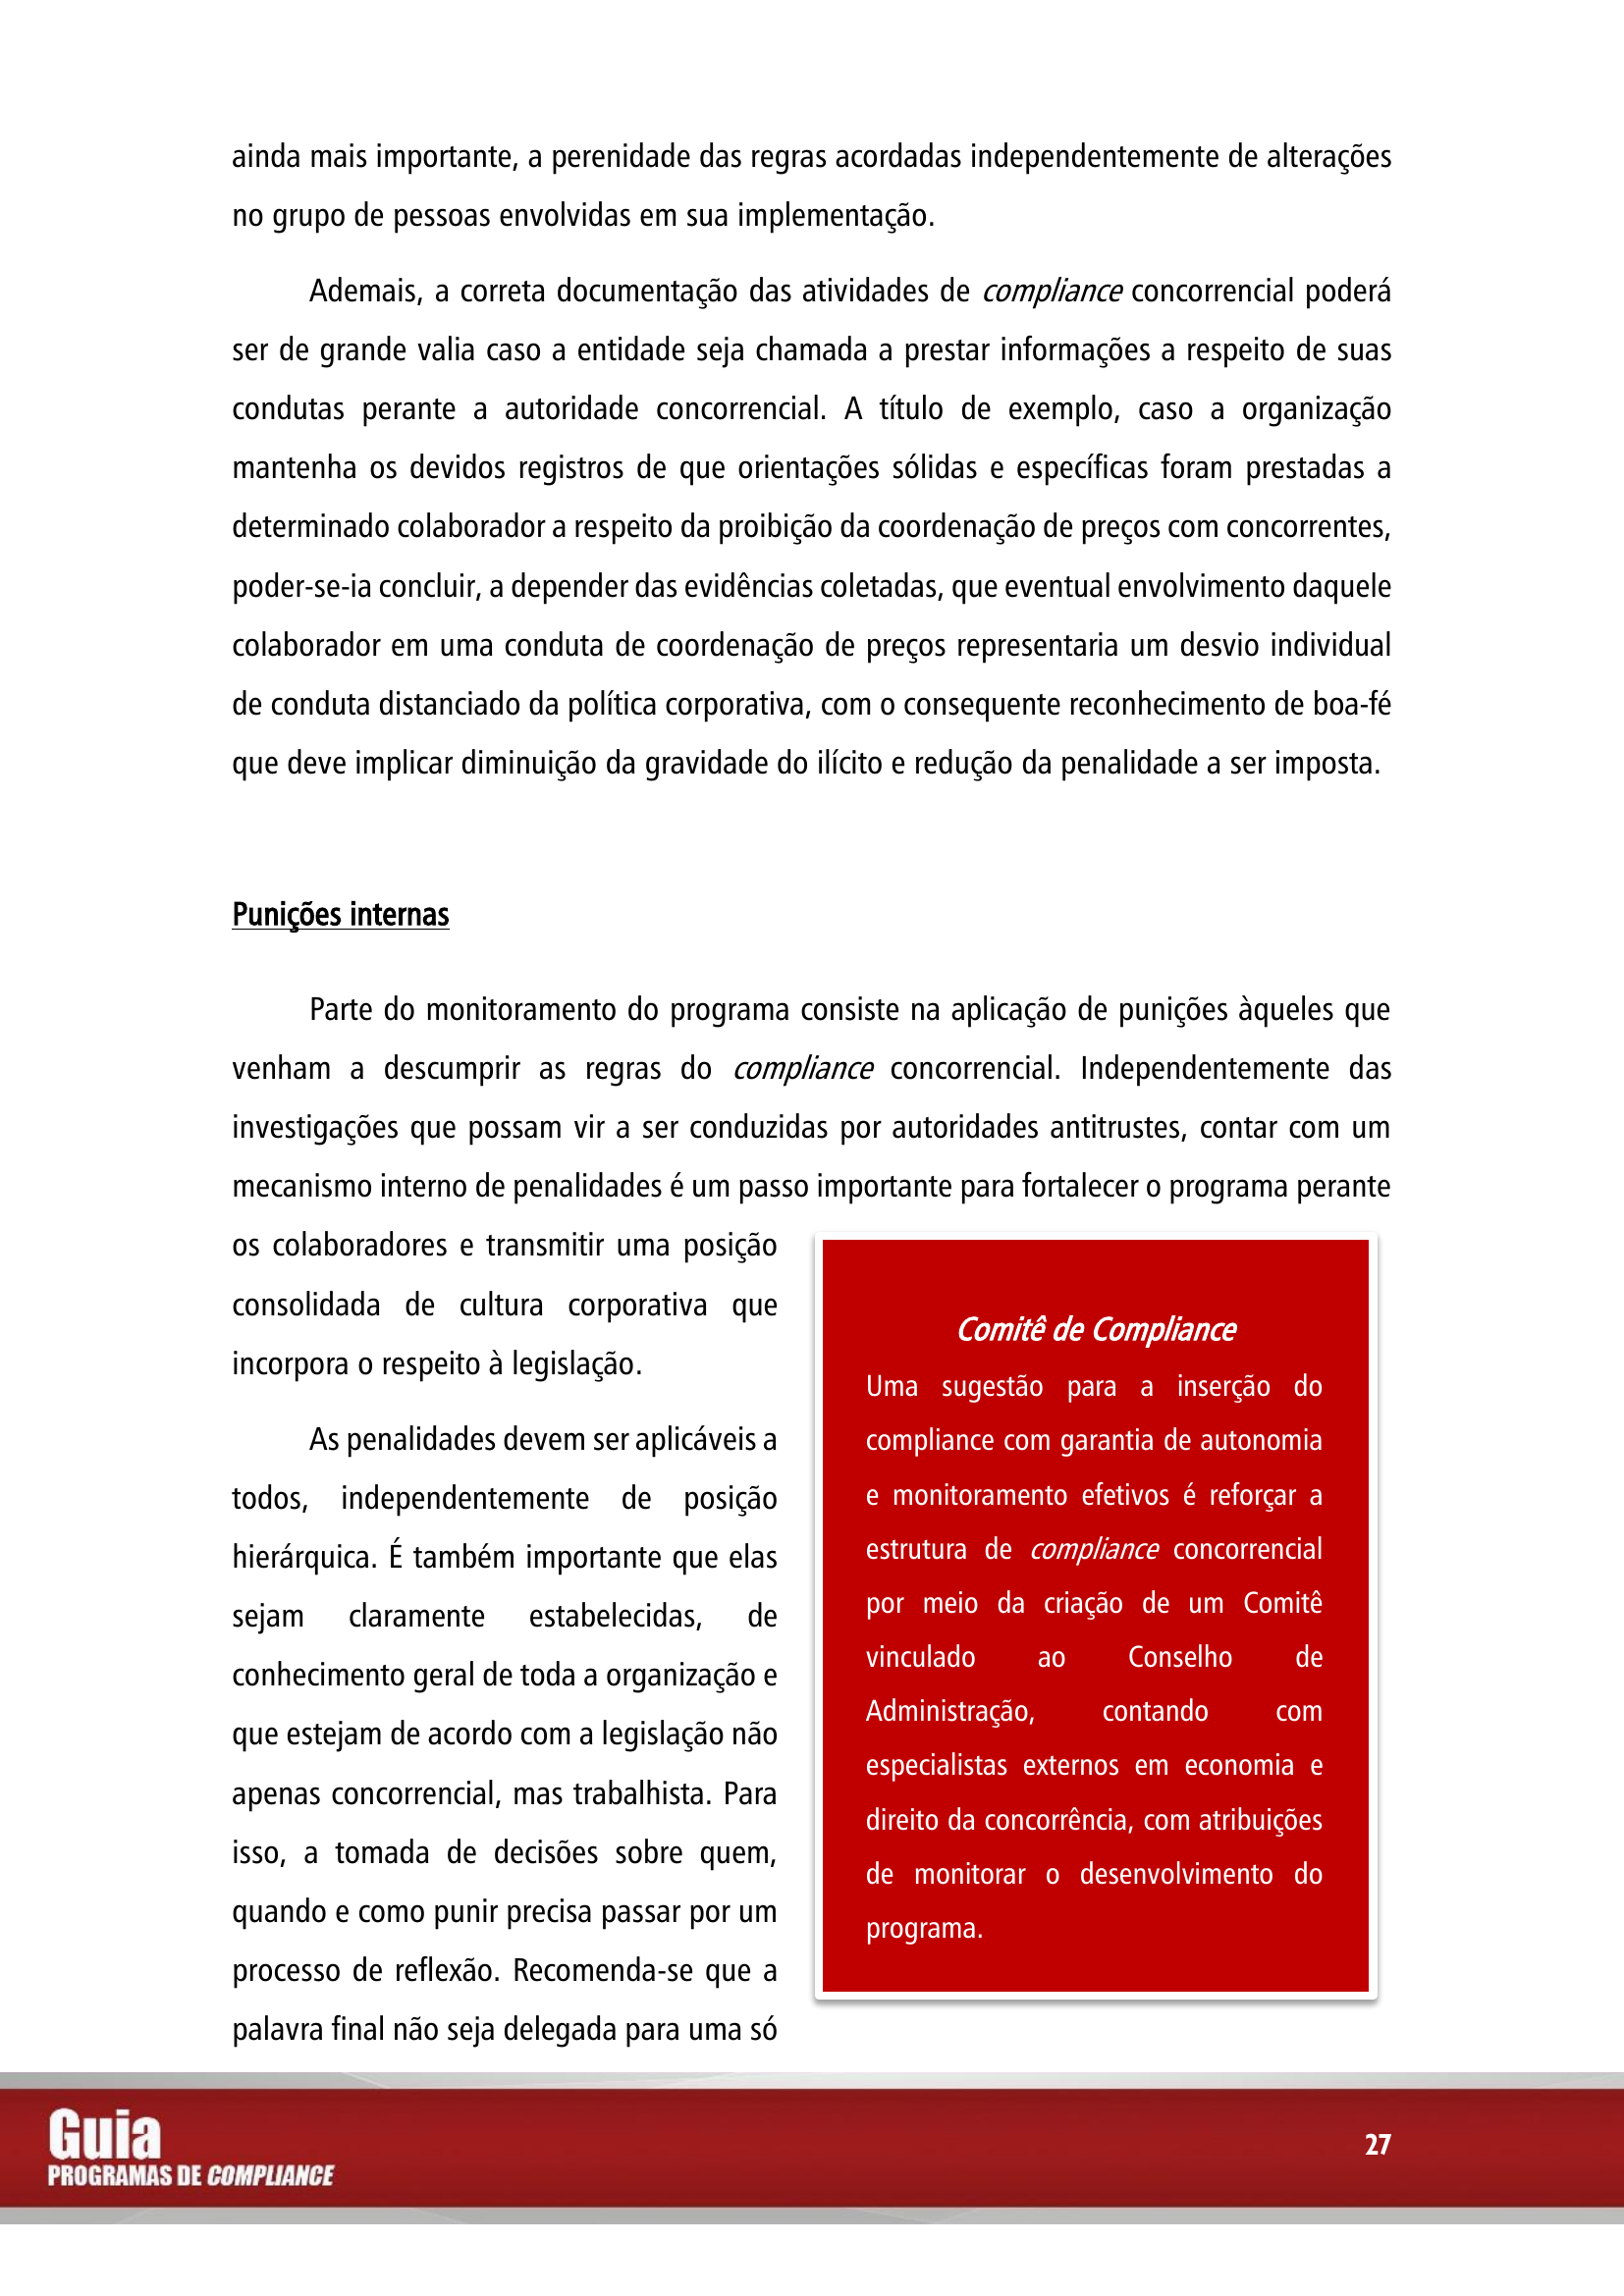 ainda mais importante, a perenidade das regras acordadas independentemente de alterações
no grupo de pessoas envolvidas em sua implementação.
Ademais, a correta documentação das atividades de compliance concorrencial poderá
ser de grande valia caso a entidade seja chamada a prestar informações a respeito de suas
condutas perante a autoridade concorrencial. A título de exemplo, caso a organização
mantenha os devidos registros de que orientações sólidas e específicas foram prestadas a
determinado colaborador a respeito da proibição da coordenação de preços com concorrentes,
poder-se-ia concluir, a depender das evidências coletadas, que eventual envolvimento daquele
colaborador em uma conduta de coordenação de preços representaria um desvio individual
de conduta distanciado da política corporativa, com o consequente reconhecimento de boa-fé
que deve implicar diminuição da gravidade do ilícito e redução da penalidade a ser imposta.
Punições internas
Parte do monitoramento do programa consiste na aplicação de punições àqueles que
venham a descumprir as regras do compliance concorrencial. Independentemente das
investigações que possam vir a ser conduzidas por autoridades antitrustes, contar com um
mecanismo interno de penalidades é um passo importante para fortalecer o programa perante
os colaboradores e transmitir uma posição
consolidada de cultura corporativa que
incorpora o respeito à legislação.
As penalidades devem ser aplicáveis a
todos, independentemente de posição
hierárquica. É também importante que elas
sejam claramente estabelecidas, de
conhecimento geral de toda a organização e
que estejam de acordo com a legislação não
apenas concorrencial, mas trabalhista. Para
isso, a tomada de decisões sobre quem,
quando e como punir precisa passar por um
processo de reflexão. Recomenda-se que a
palavra final não seja delegada para uma só
Comitê de Compliance
Uma sugestão para a inserção do
compliance com garantia de autonomia
e monitoramento efetivos é reforçar a
estrutura de compliance concorrencial
por meio da criação de um Comitê
vinculado ao Conselho de
Administração, contando com
especialistas externos em economia e
direito da concorrência, com atribuições
de monitorar o desenvolvimento do
programa.
Guia
PROGRAMAS DE COMPLIANCE
27